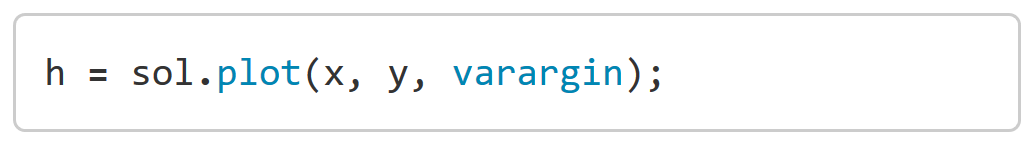 h = sol.plot(x, y, varargin);